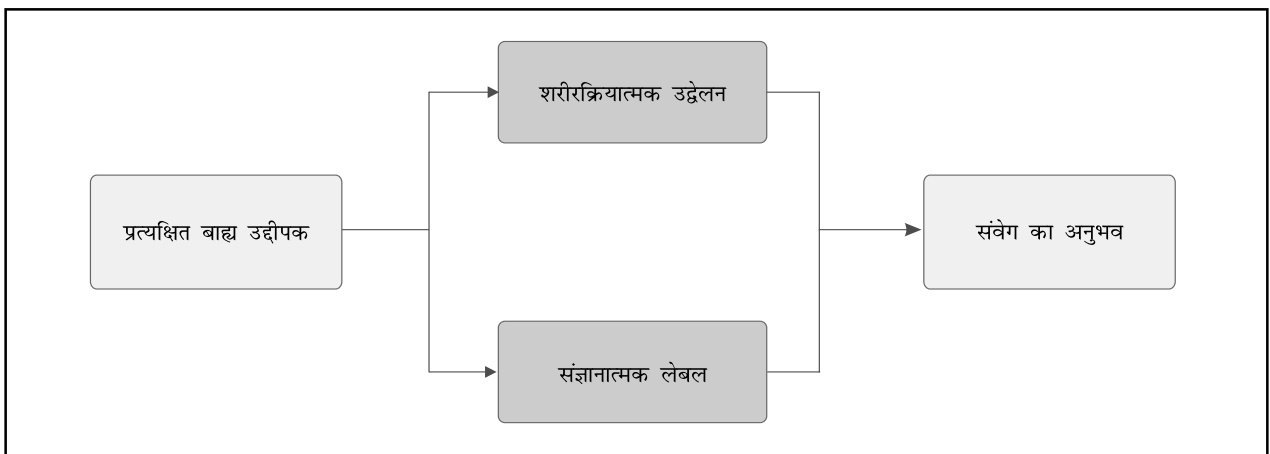 शरीरक्रियात्मक उद्वेलन
प्रत्यक्षित बाह्य उद्दीपक
संवेग का अनुभव
संज्ञानात्मक लेबल